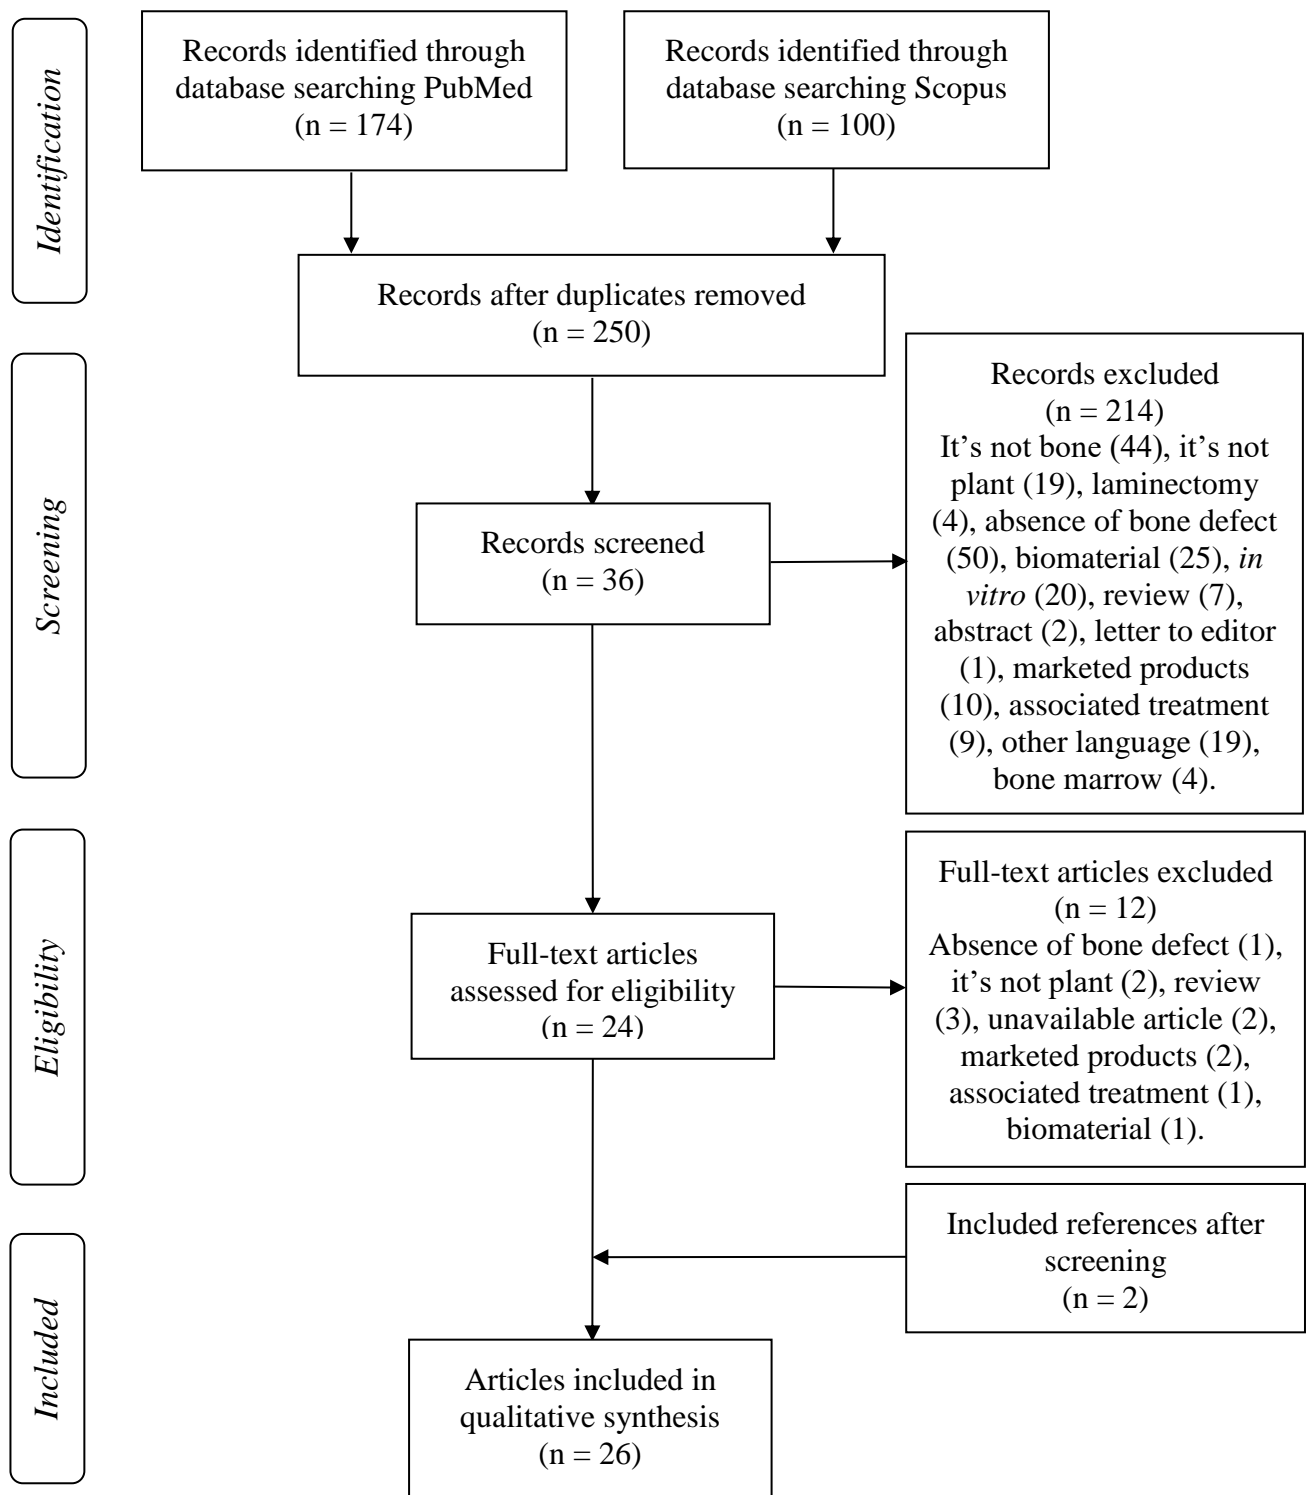 Identification
Records identified through
database searching PubMed
(n = 174)
Records identified through
database searching Scopus
(n = 100)
Records after duplicates removed
(n = 250)
Screening
Records screened
(n = 36)
Records excluded
(n = 214)
It’s not bone (44), it’s not
plant (19), laminectomy
(4), absence of bone defect
(50), biomaterial (25), in
vitro (20), review (7),
abstract (2), letter to editor
(1), marketed products
(10), associated treatment
(9), other language (19),
bone marrow (4).
Eligibility
Full-text articles
assessed for eligibility
(n = 24)
Full-text articles excluded
(n = 12)
Absence of bone defect (1),
it’s not plant (2), review
(3), unavailable article (2),
marketed products (2),
associated treatment (1),
biomaterial (1).
Included
Included references after
screening
(n = 2)
Articles included in
qualitative synthesis
(n = 26)